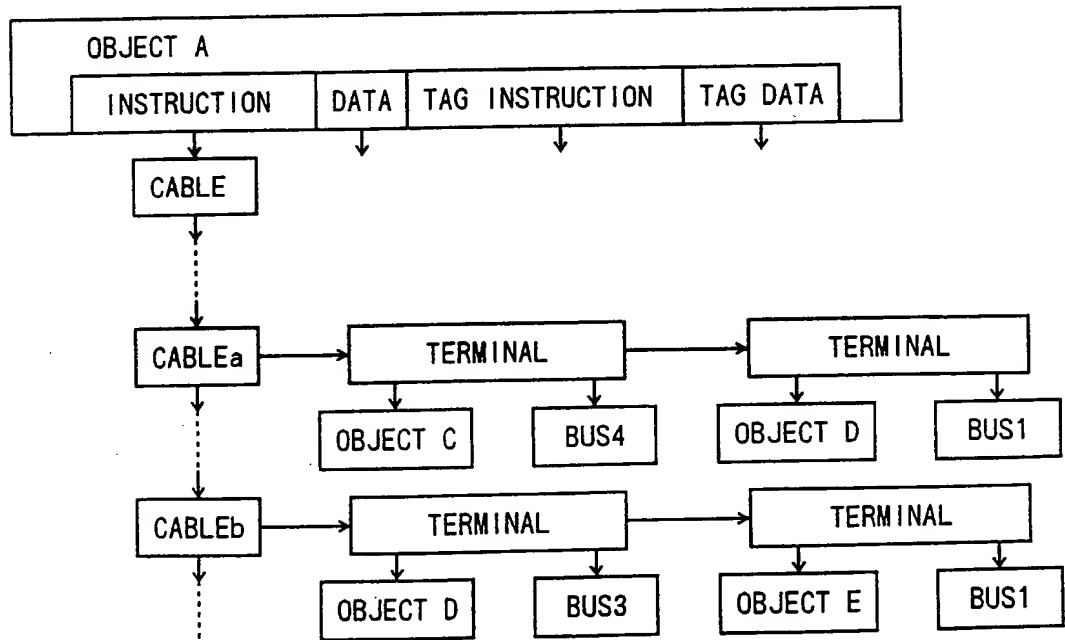 OBJECT A
INSTRUCTION DATA TAG INSTRUCTION TAG DATA
CABLE
CABLEa TERMINAL TERMINAL
OBJECT C BUS4 OBJECT D BUS1
CABLEb TERMINAL TERMINAL
OBJECT D BUS3 OBJECT E BUS1